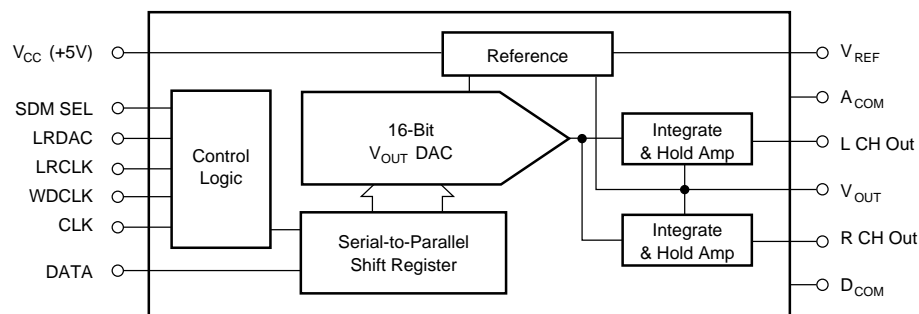 V_CC (+5V)
SDM SEL
LRDAC
LRCLK
WDCLK
CLK
DATA
Control
Logic
Reference
16-Bit
V_OUT DAC
Serial-to-Parallel
Shift Register
Integrate
& Hold Amp
Integrate
& Hold Amp
V_REF
A_COM
L CH Out
V_OUT
R CH Out
D_COM